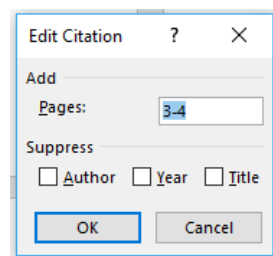 Edit Citation ? ✕
Add
Pages: 3-4
Suppress
Author Year Title
OK Cancel